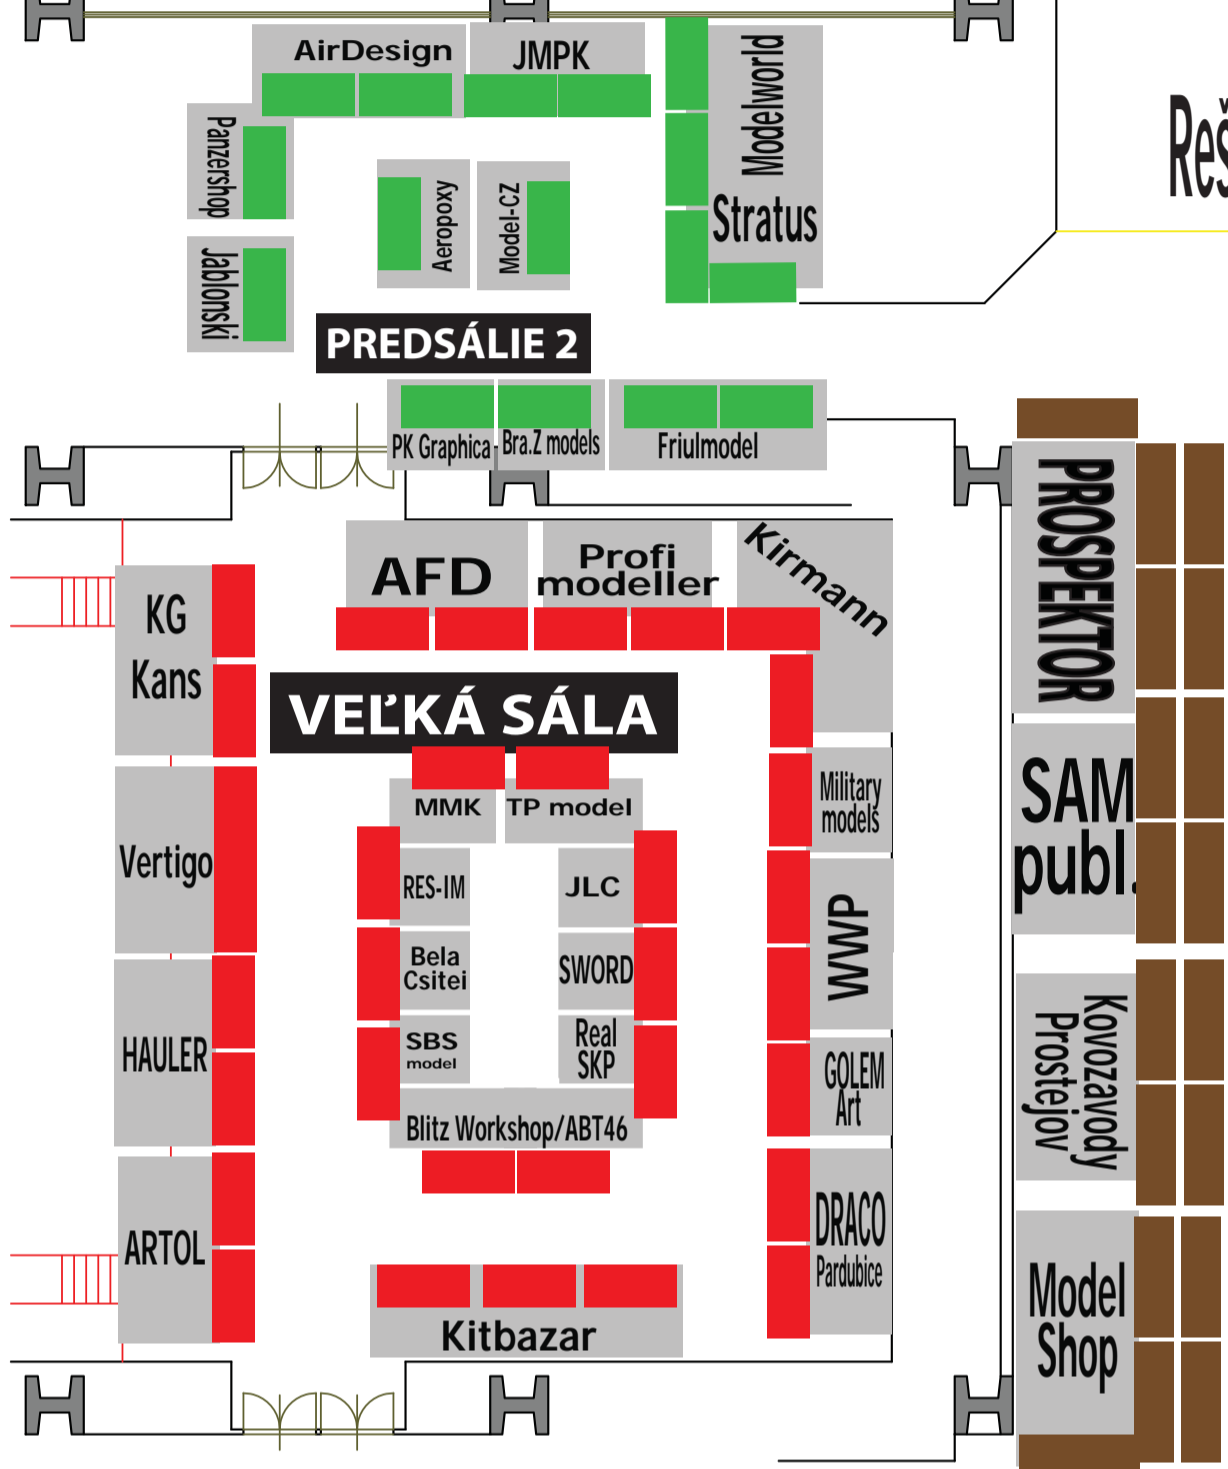 AirDesign
JMPK
Modelworld
Stratus
Panzershop
Jablonski
Aeropoxy
Model-CZ
PREDSÁLIE 2
PK Graphica
Bra.Z models
Friulmodel
AFD
Profi
modeller
Kirmann
KG
Kans
VEĽKÁ SÁLA
MMK
TP model
Military
models
Vertigo
RES-IM
JLC
WWP
Bela
Csitei
SWORD
HAULER
SBS
model
Real
SKP
GOLEM
Art
Blitz Workshop/ABT46
ARTOL
DRACO
Pardubice
Kitbazar
PROSPEKTOR
SAM
publ.
Kovozavody
Prostejov
Model
Shop